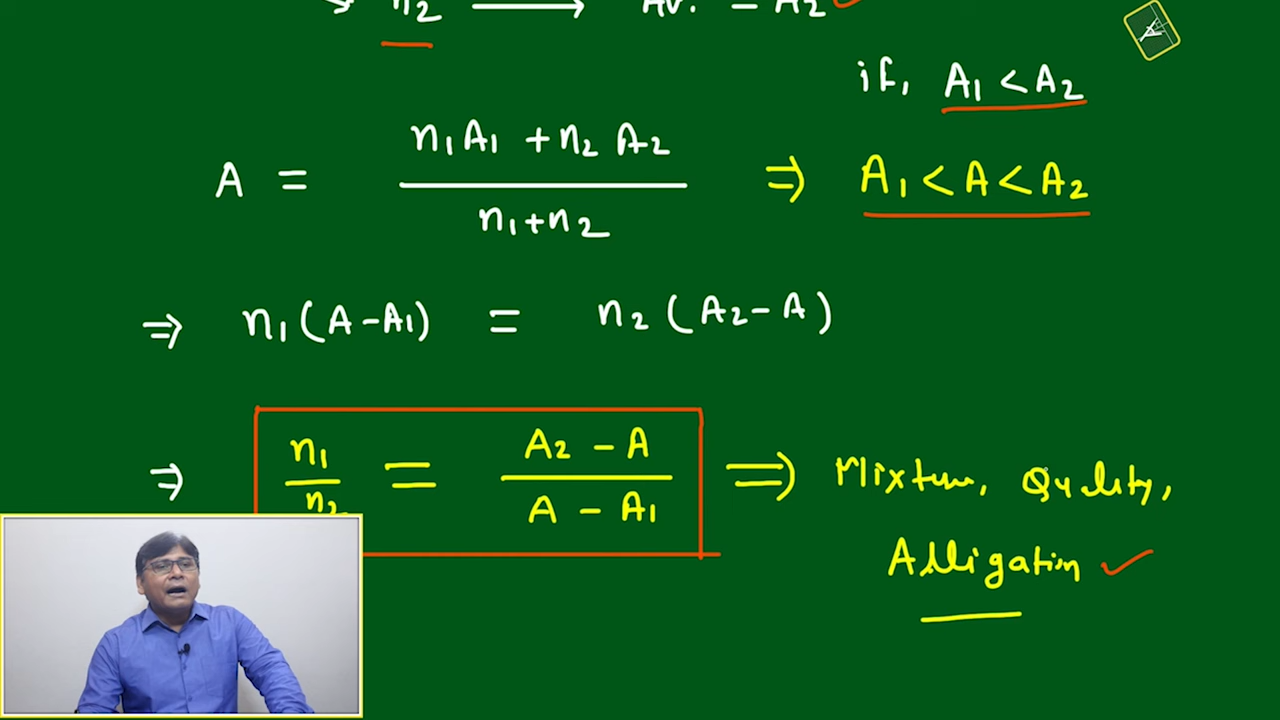 → n₂ ⟶ Av. = A₂ ✓
if, A₁ < A₂
A = (n₁A₁ + n₂A₂)/(n₁+n₂) ⇒ A₁ < A < A₂
⇒ n₁(A-A₁) = n₂(A₂-A)
⇒ n₁/n₂ = (A₂ - A)/(A - A₁) ⇒ Mixture, Quality,
Alligation ✓